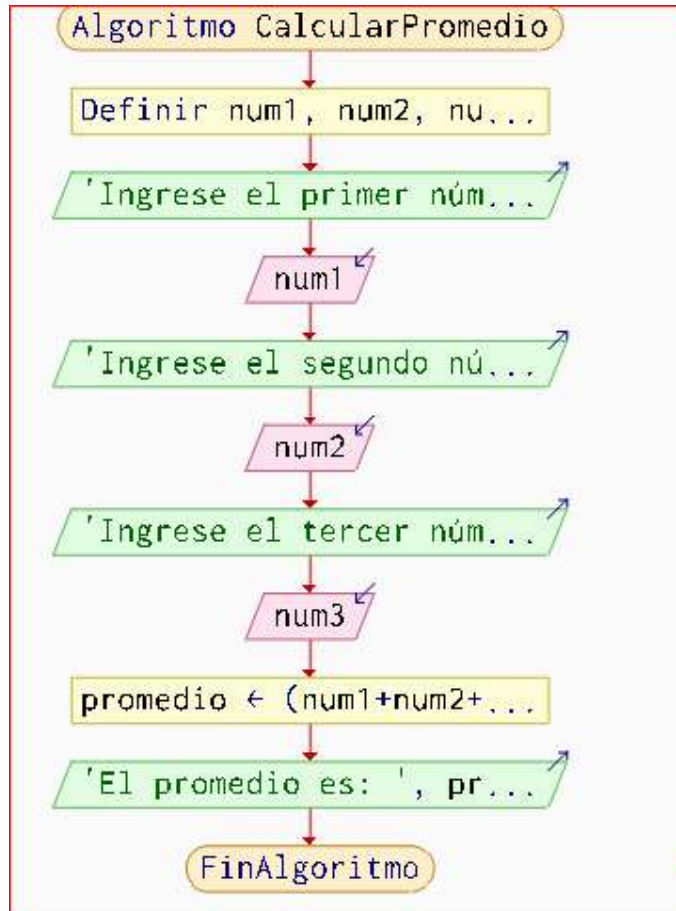 Algoritmo CalcularPromedio
Definir num1, num2, nu...
'Ingrese el primer núm...
num1
'Ingrese el segundo nú...
num2
'Ingrese el tercer núm...
num3
promedio ← (num1+num2+...
'El promedio es: ', pr...
FinAlgoritmo